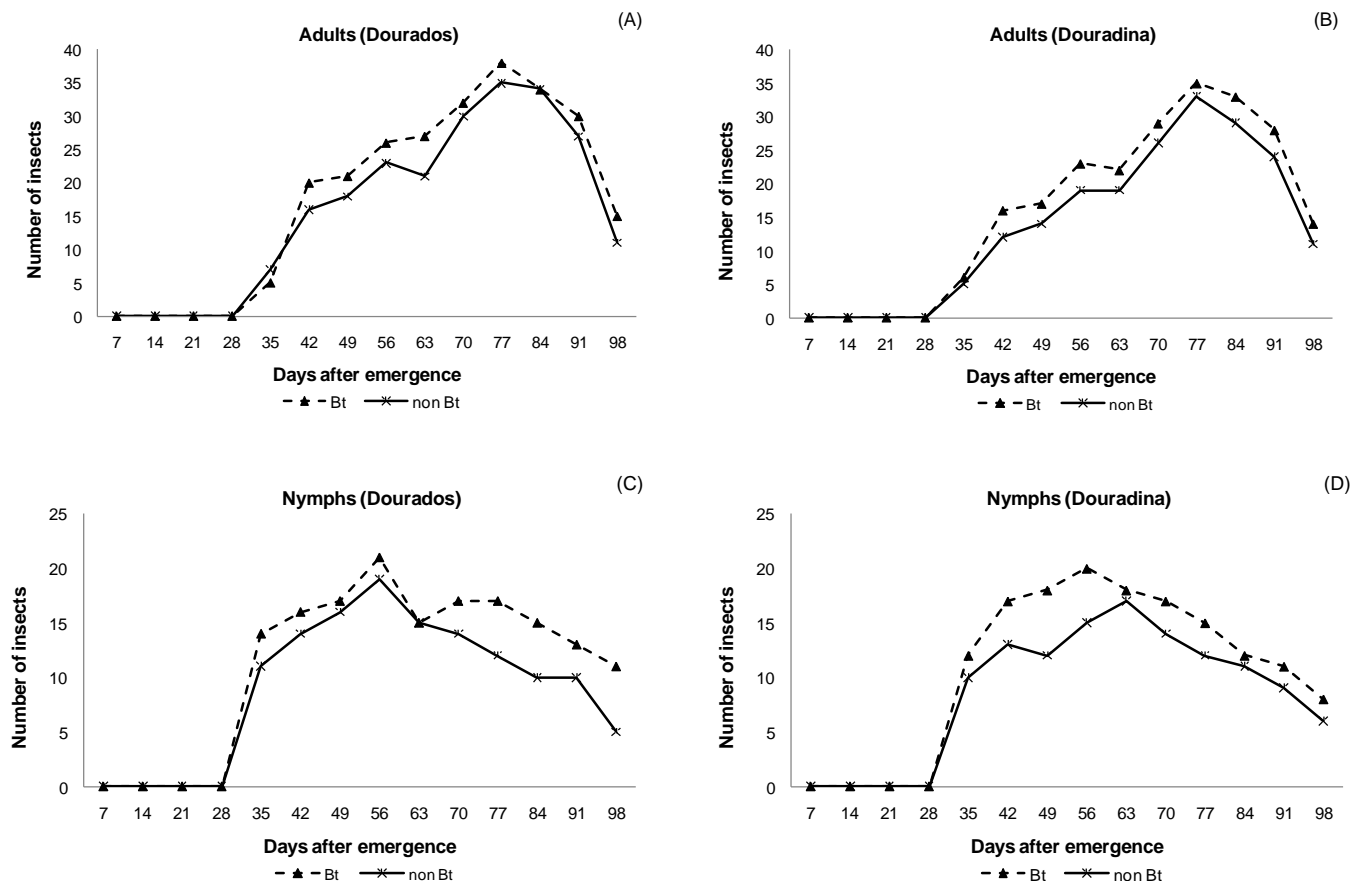 (A)
Adults (Dourados)
40
35
30
25
20
15
10
5
0
Number of insects
7 14 21 28 35 42 49 56 63 70 77 84 91 98
Days after emergence
Bt non Bt
(B)
Adults (Douradina)
40
35
30
25
20
15
10
5
0
Number of insects
7 14 21 28 35 42 49 56 63 70 77 84 91 98
Days after emergence
Bt non Bt
(C)
Nymphs (Dourados)
25
20
15
10
5
0
Number of insects
7 14 21 28 35 42 49 56 63 70 77 84 91 98
Days after emergence
Bt non Bt
(D)
Nymphs (Douradina)
25
20
15
10
5
0
Number of insects
7 14 21 28 35 42 49 56 63 70 77 84 91 98
Days after emergence
Bt non Bt